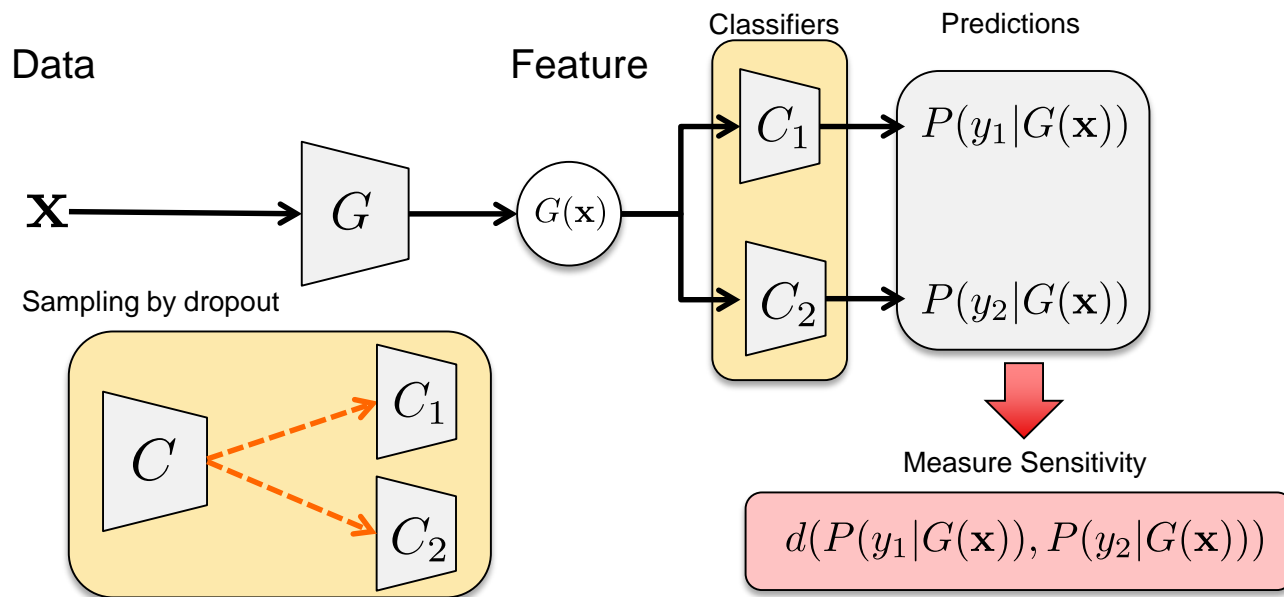 Data
Feature
Classifiers
Predictions
x
G
G(x)
C₁
P(y₁|G(x))
C₂
P(y₂|G(x))
Sampling by dropout
C
C₁
C₂
Measure Sensitivity
d(P(y₁|G(x)), P(y₂|G(x)))